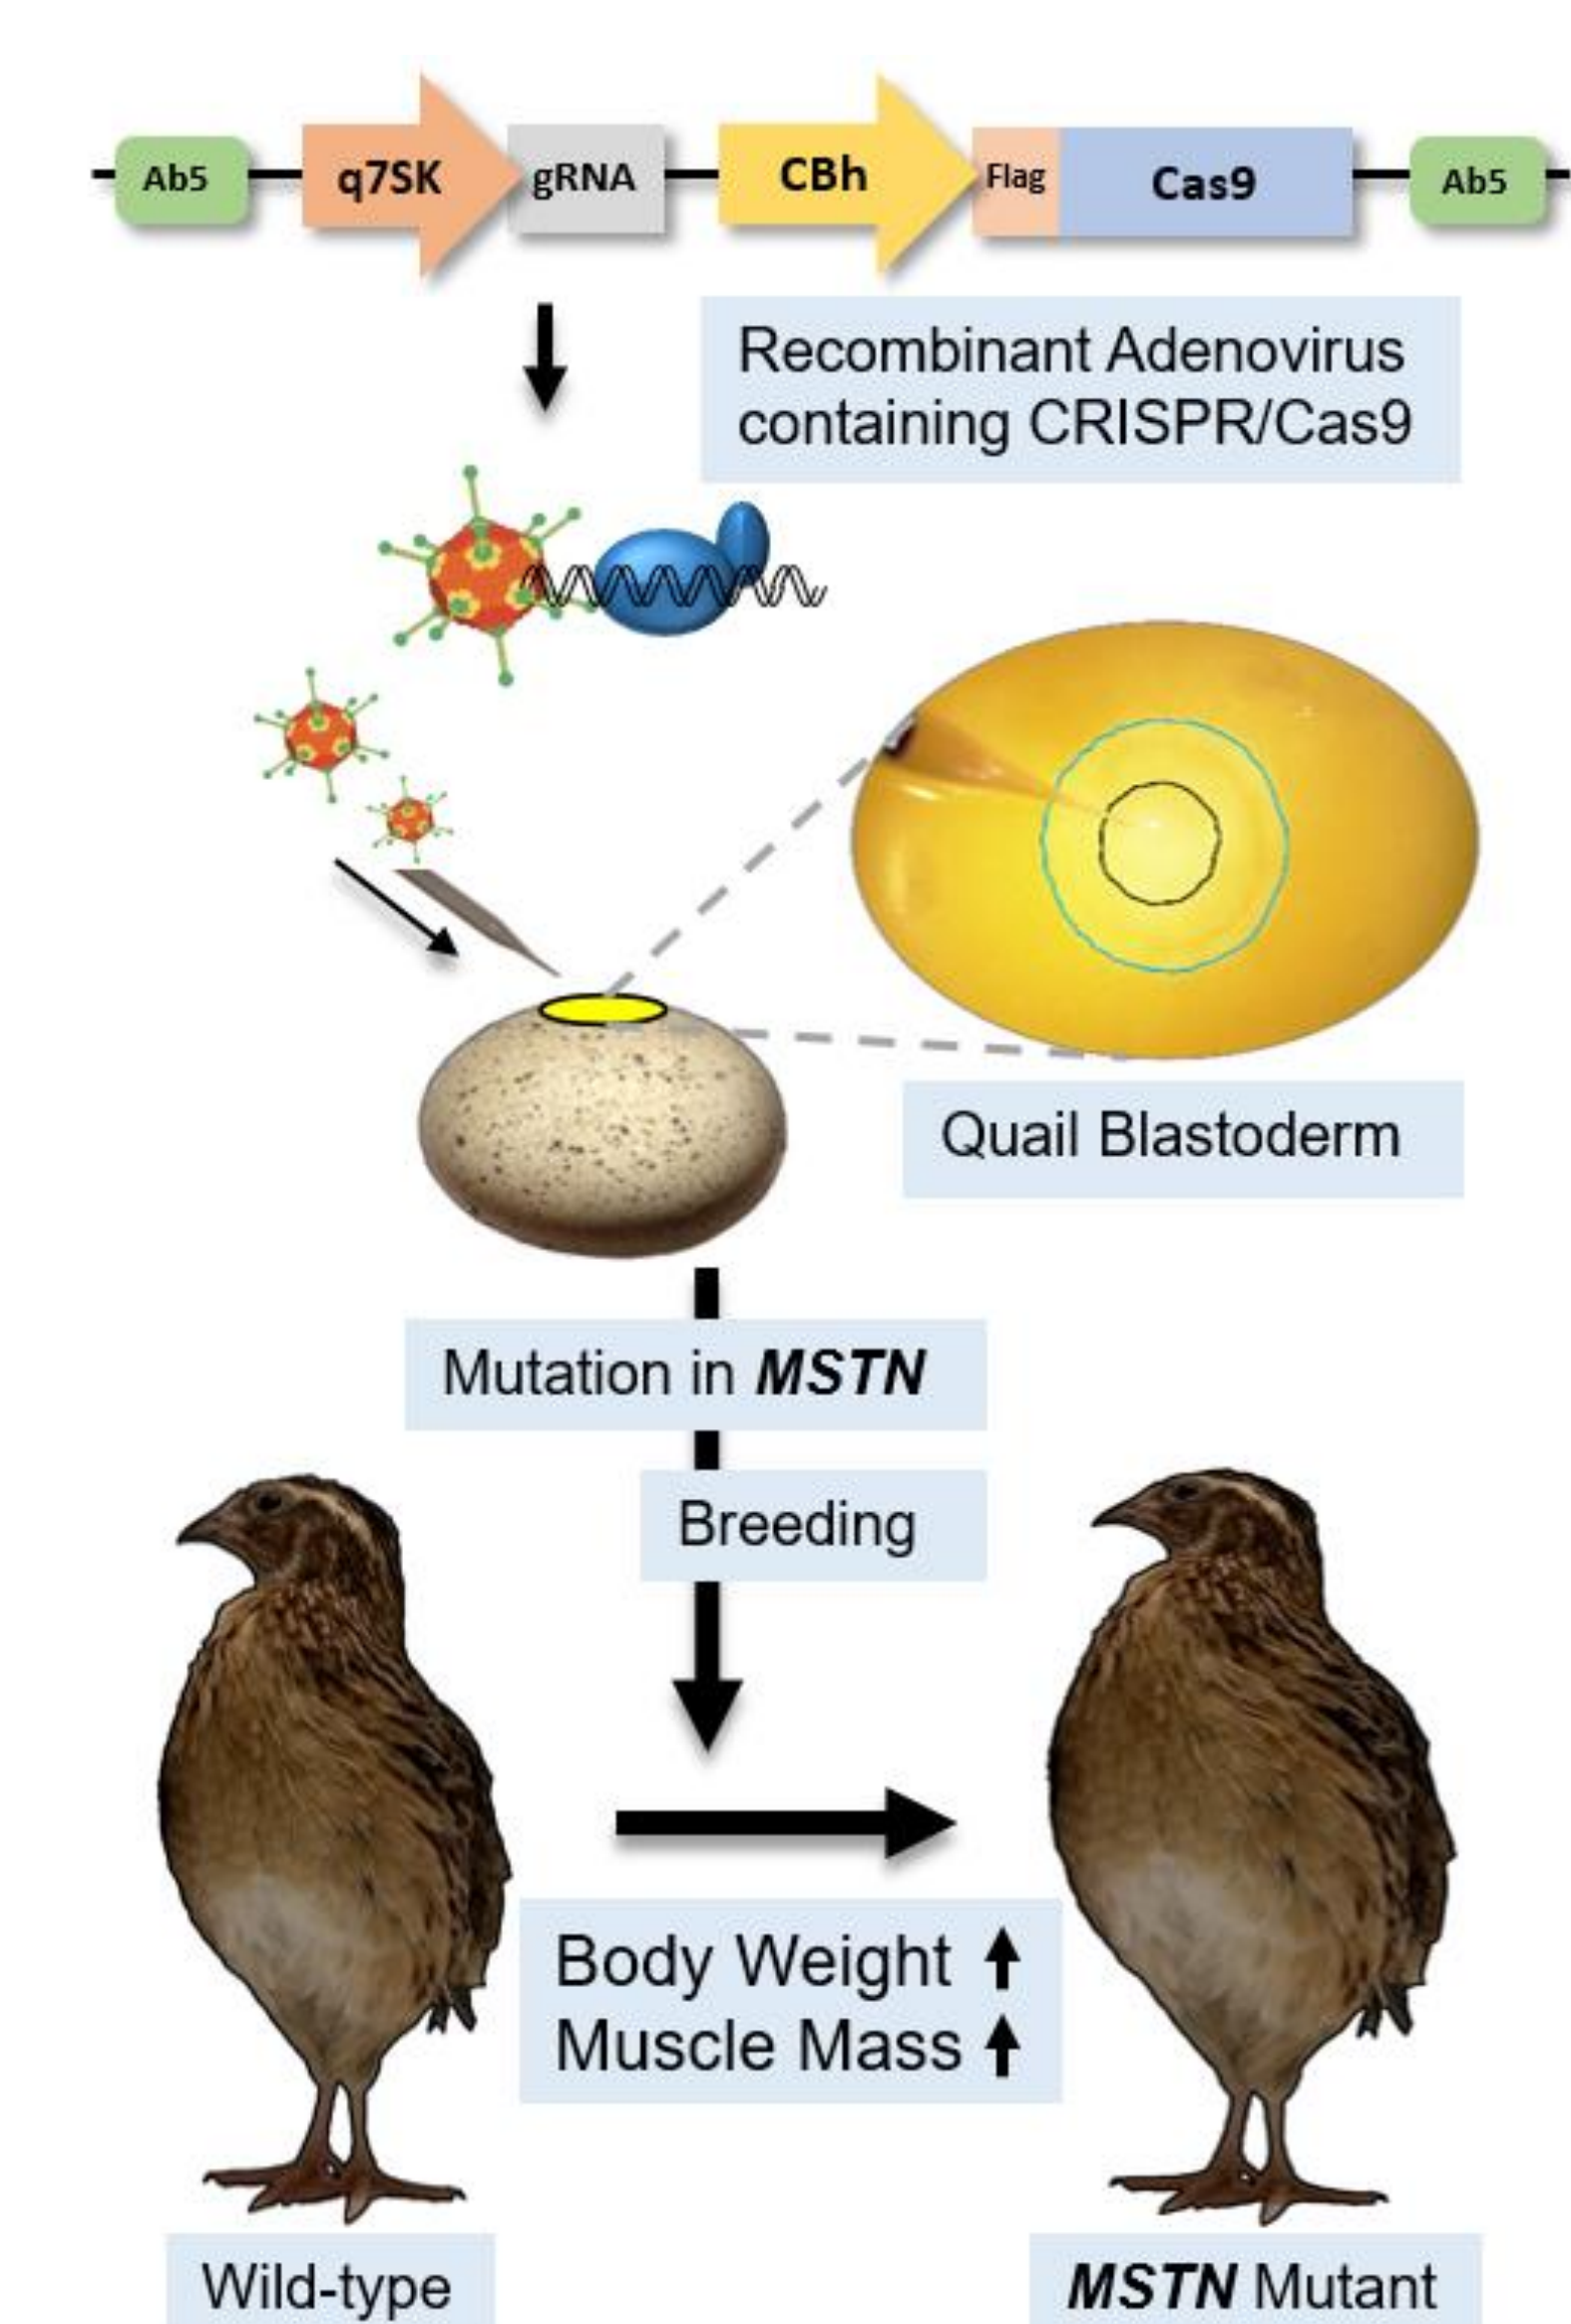 Ab5 q7SK gRNA CBh Flag Cas9 Ab5
Recombinant Adenovirus
containing CRISPR/Cas9
Quail Blastoderm
Mutation in MSTN
Breeding
Body Weight ↑
Muscle Mass ↑
Wild-type
MSTN Mutant